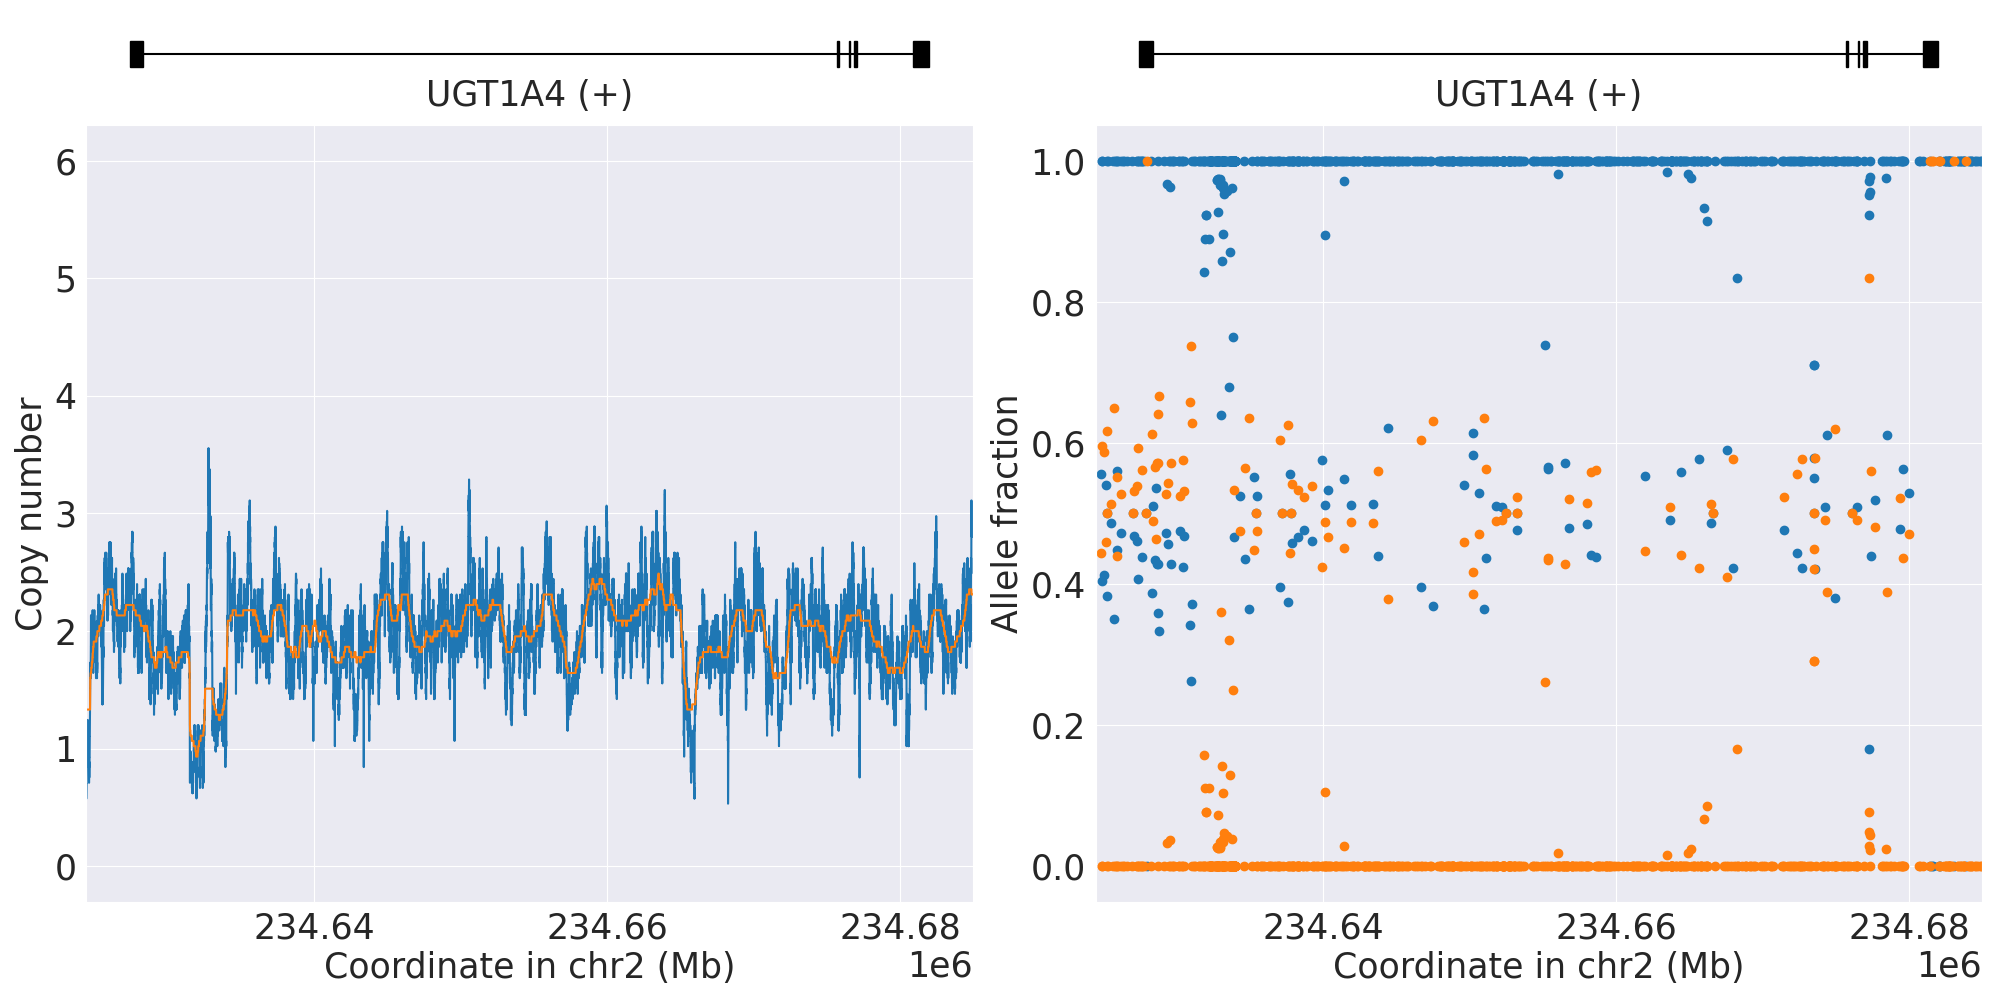 UGT1A4 (+)
6
5
4
3
2
1
0
Copy number
234.64
234.66
234.68
Coordinate in chr2 (Mb)
1e6
UGT1A4 (+)
1.0
0.8
0.6
0.4
0.2
0.0
Allele fraction
234.64
234.66
234.68
Coordinate in chr2 (Mb)
1e6